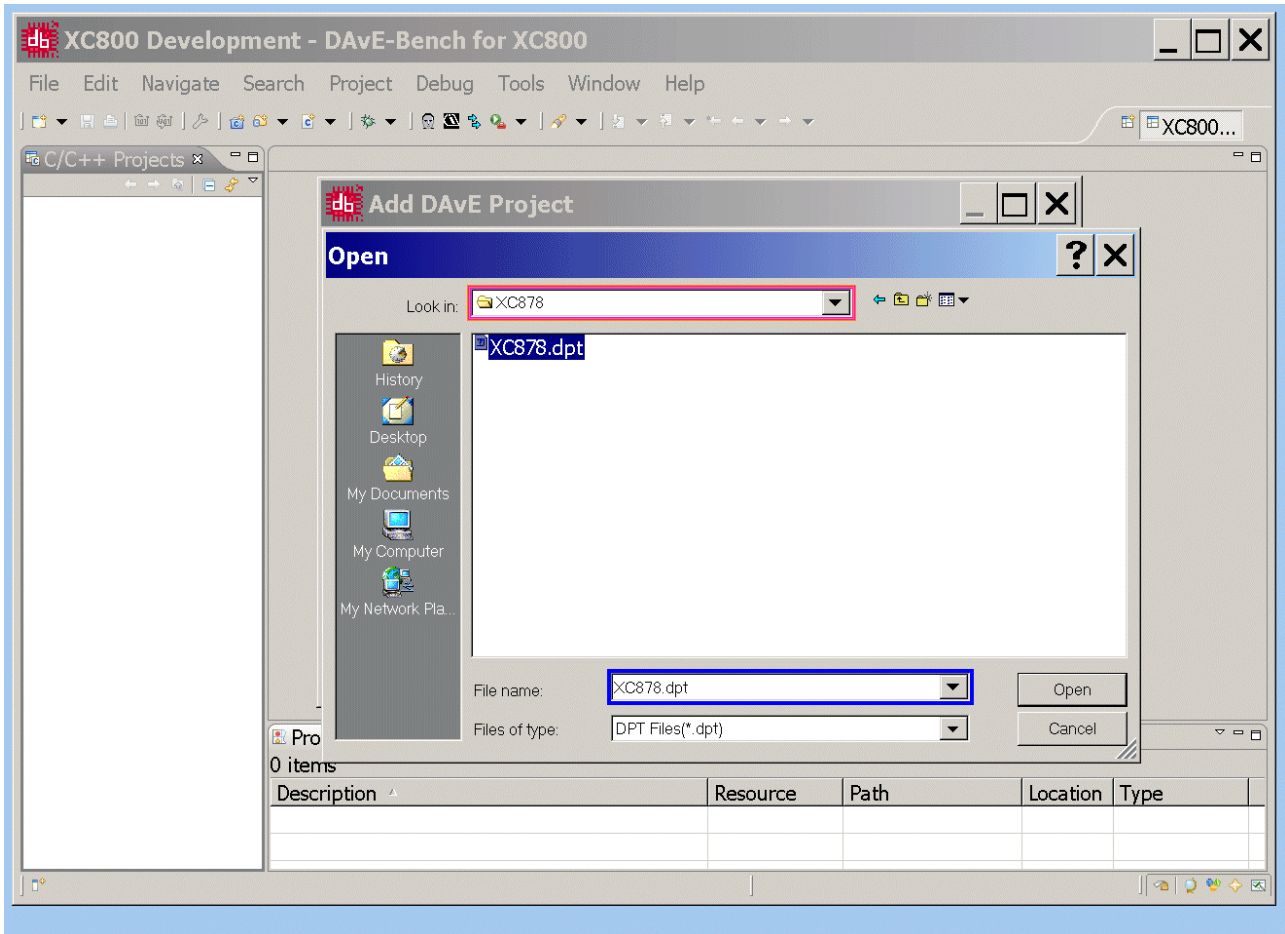 XC800 Development - DAvE-Bench for XC800
File Edit Navigate Search Project Debug Tools Window Help
XC800...
C/C++ Projects
Add DAvE Project
Open
Look in: XC878
XC878.dpt
History
Desktop
My Documents
My Computer
My Network Pla...
File name: XC878.dpt Open
Files of type: DPT Files(*.dpt) Cancel
Pro
0 items
Description Resource Path Location Type